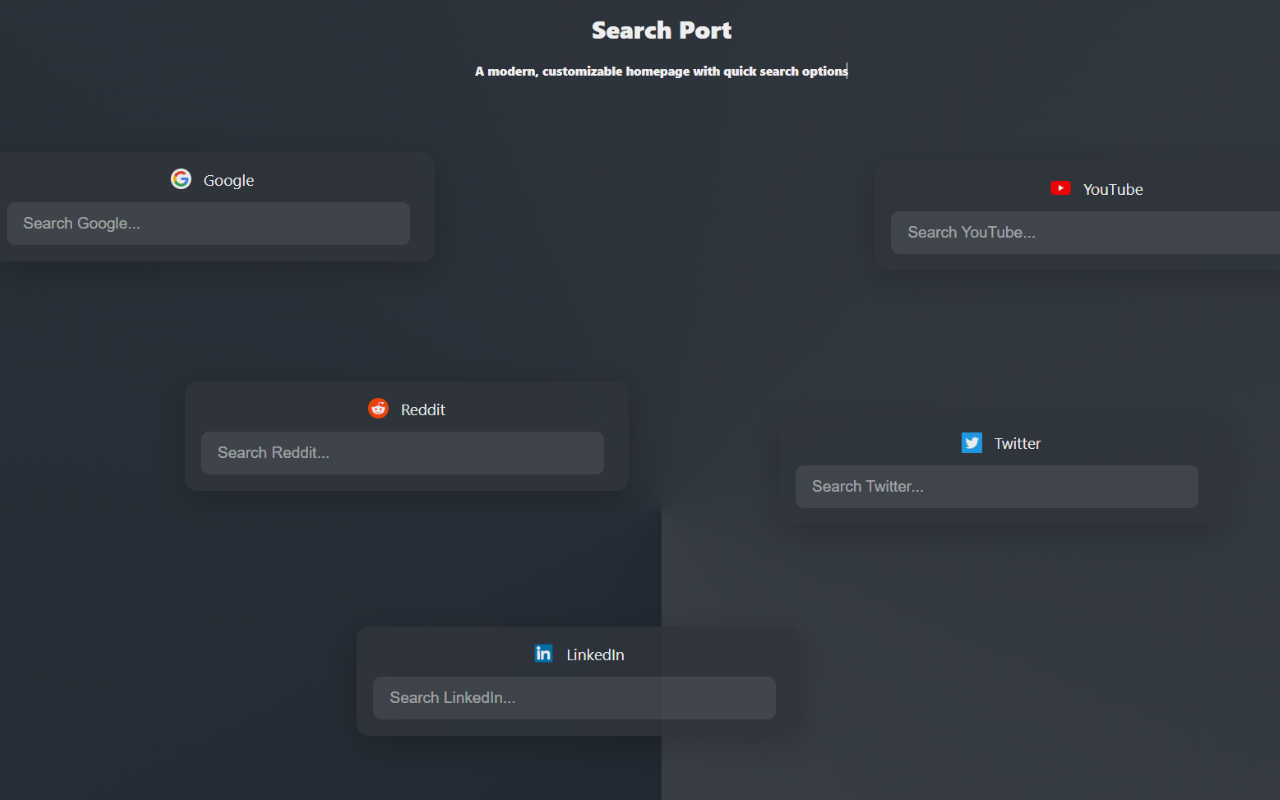 Search Port
A modern, customizable homepage with quick search options
Google
Search Google...
YouTube
Search YouTube...
Reddit
Search Reddit...
Twitter
Search Twitter...
LinkedIn
Search LinkedIn...